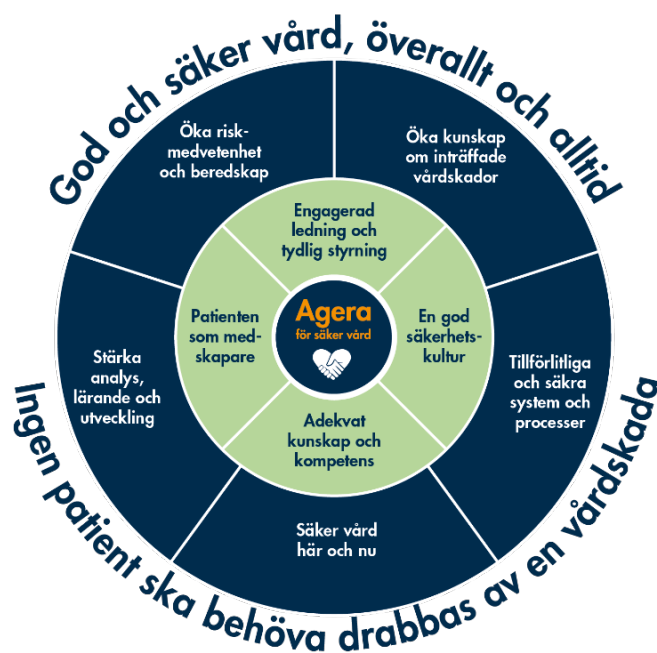 God och säker vård, överallt och alltid
Öka risk-
medvetenhet
och beredskap
Öka kunskap
om inträffade
vårdskador
Engagerad
ledning och
tydlig styrning
Patienten
som med-
skapare
Agera
för säker vård
En god
säkerhets-
kultur
Stärka
analys,
lärande och
utveckling
Tillförlitliga
och säkra
system och
processer
Adekvat
kunskap och
kompetens
Säker vård
här och nu
Ingen patient ska behöva drabbas av en vårdskada